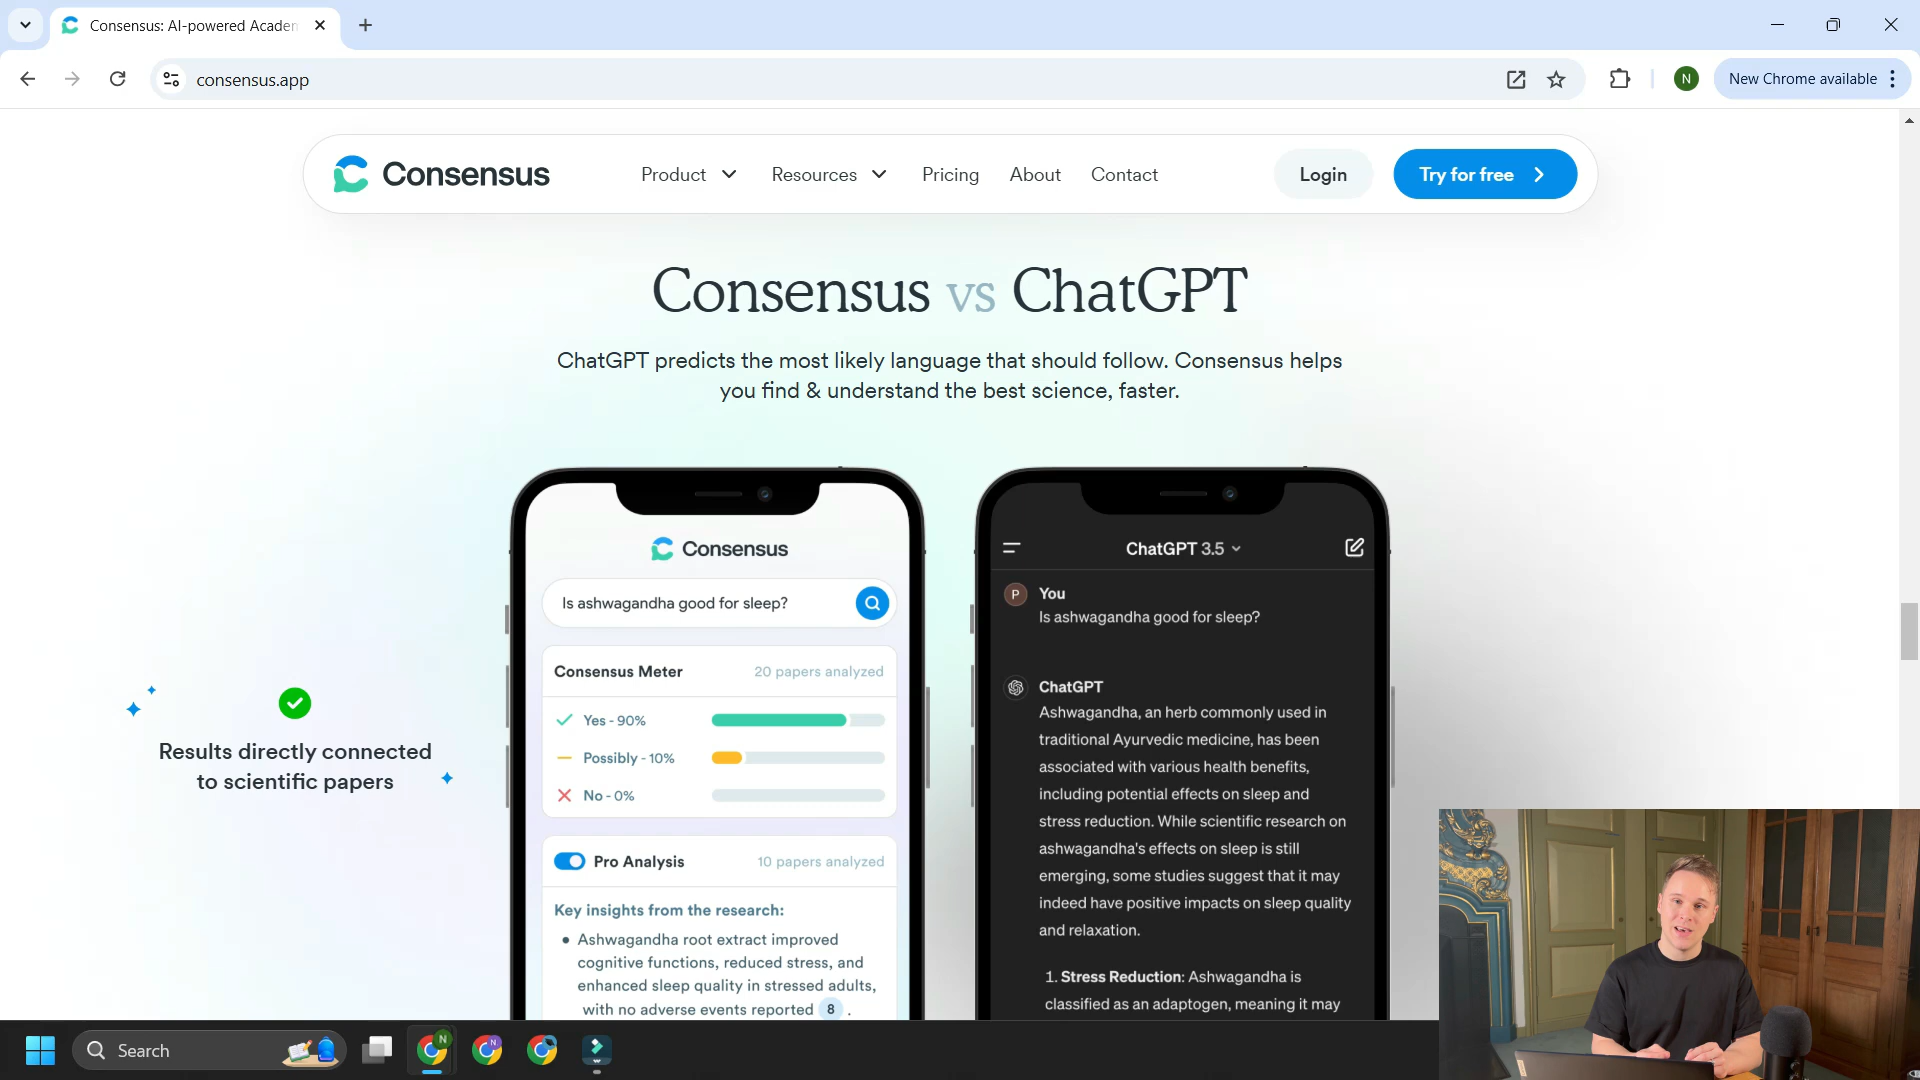 Consensus: AI-powered Academ
consensus.app
N
New Chrome available
Consensus
Product
Resources
Pricing
About
Contact
Login
Try for free
Consensus vs ChatGPT
ChatGPT predicts the most likely language that should follow. Consensus helps
you find & understand the best science, faster.
Results directly connected
to scientific papers
Consensus
Is ashwagandha good for sleep?
Consensus Meter
20 papers analyzed
Yes - 90%
Possibly - 10%
No - 0%
Pro Analysis
10 papers analyzed
Key insights from the research:
• Ashwagandha root extract improved
cognitive functions, reduced stress, and
enhanced sleep quality in stressed adults,
with no adverse events reported 8 .
ChatGPT 3.5
P
You
Is ashwagandha good for sleep?
ChatGPT
Ashwagandha, an herb commonly used in
traditional Ayurvedic medicine, has been
associated with various health benefits,
including potential effects on sleep and
stress reduction. While scientific research on
ashwagandha's effects on sleep is still
emerging, some studies suggest that it may
indeed have positive impacts on sleep quality
and relaxation.
1. Stress Reduction: Ashwagandha is
classified as an adaptogen, meaning it may
Search
N
N